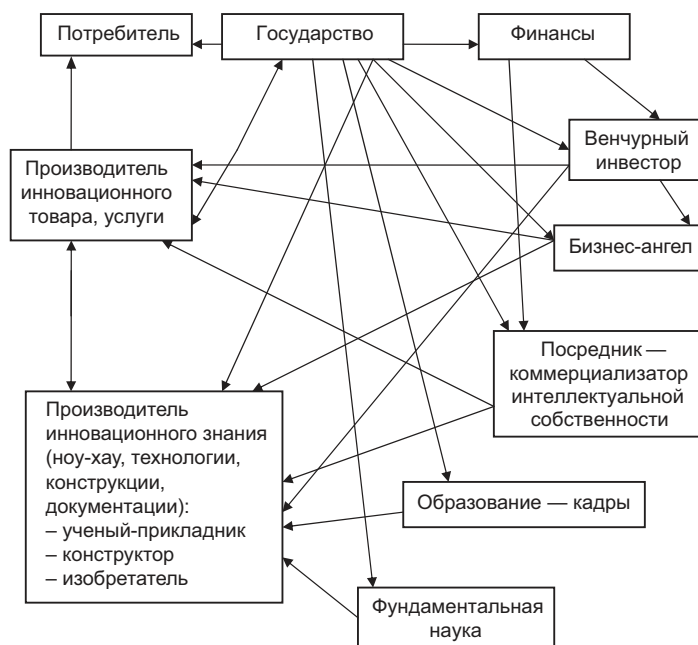 Потребитель
Государство
Финансы
Венчурный
инвестор
Производитель
инновационного
товара, услуги
Бизнес-ангел
Посредник —
коммерциализатор
интеллектуальной
собственности
Производитель
инновационного знания
(ноу-хау, технологии,
конструкции,
документации):
– ученый-прикладник
– конструктор
– изобретатель
Образование — кадры
Фундаментальная
наука